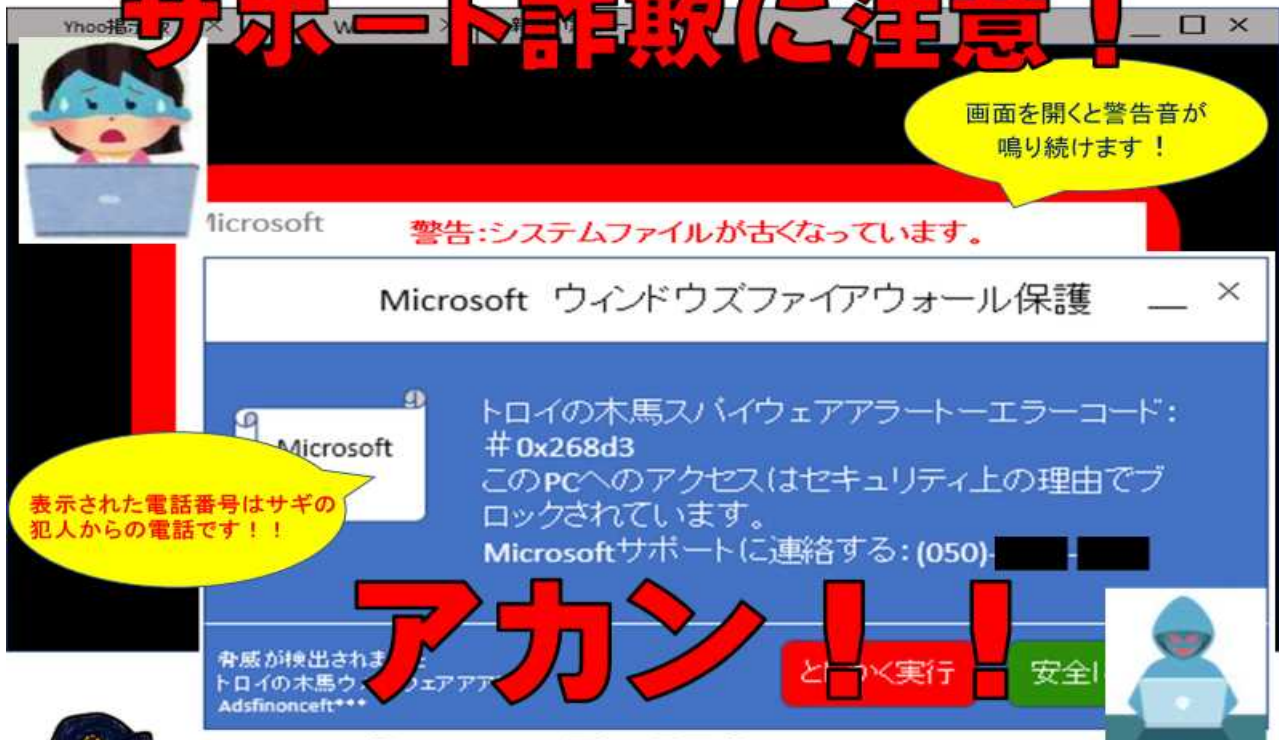 サポート詐欺に注意！
画面を開くと警告音が
鳴り続けます！
Microsoft
警告:システムファイルが古くなっています。
Microsoft ウィンドウズファイアウォール保護
Microsoft
トロイの木馬スパイウェアアラートーエラーコード:
＃0x268d3
このPCへのアクセスはセキュリティ上の理由でブ
ロックされています。
Microsoftサポートに連絡する: (050)-
表示された電話番号はサギの
犯人からの電話です！！
アカン！！
脅威が検出されま
トロイの木馬
Adsfinonceft***
実行
安全